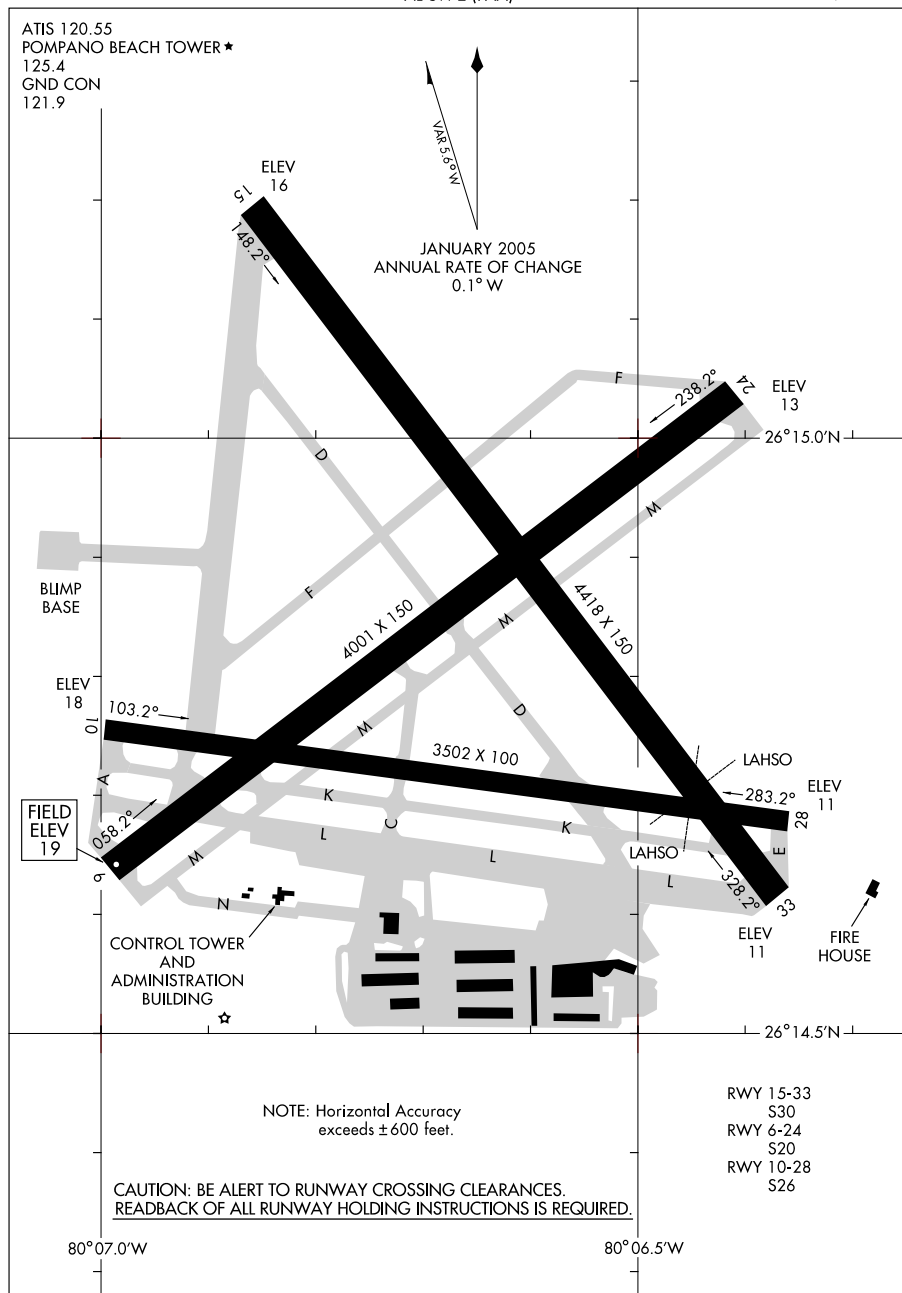 ATIS 120.55
POMPANO BEACH TOWER ★
125.4
GND CON
121.9
VAR 5.6° W
JANUARY 2005
ANNUAL RATE OF CHANGE
0.1° W
ELEV
16
15
148.2°
F
24
238.2°
ELEV
13
26° 15.0'N
D
M
BLIMP
BASE
F
4001 X 150
M
4418 X 150
ELEV
18
10
103.2°
M
D
3502 X 100
LAHSO
283.2°
ELEV
11
28
A
K
C
K
FIELD
ELEV
19
058.2°
6
M
L
L
LAHSO
L
328.2°
E
33
ELEV
11
N
CONTROL TOWER
AND
ADMINISTRATION
BUILDING
FIRE
HOUSE
26° 14.5'N
NOTE: Horizontal Accuracy
exceeds ±600 feet.
RWY 15-33
S30
RWY 6-24
S20
RWY 10-28
S26
CAUTION: BE ALERT TO RUNWAY CROSSING CLEARANCES.
READBACK OF ALL RUNWAY HOLDING INSTRUCTIONS IS REQUIRED.
80° 07.0'W
80° 06.5'W